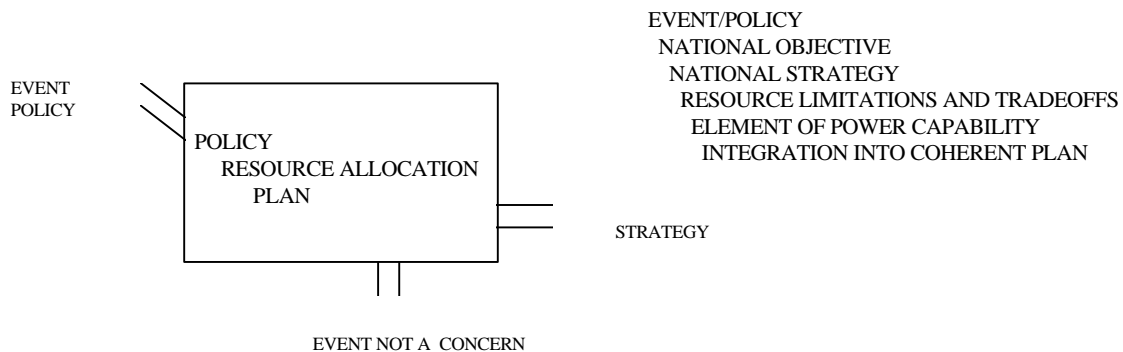 EVENT/POLICY
NATIONAL OBJECTIVE
NATIONAL STRATEGY
RESOURCE LIMITATIONS AND TRADEOFFS
ELEMENT OF POWER CAPABILITY
INTEGRATION INTO COHERENT PLAN
EVENT
POLICY
POLICY
RESOURCE ALLOCATION
PLAN
STRATEGY
EVENT NOT A CONCERN